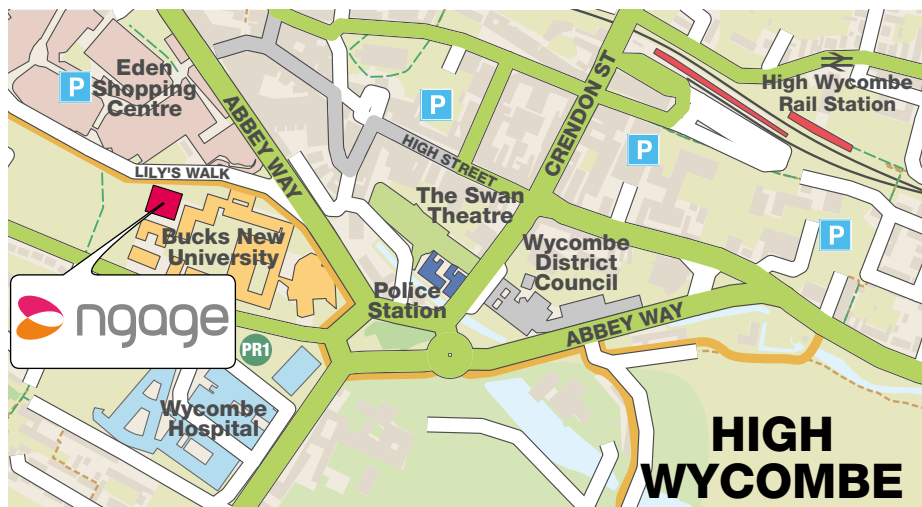 Eden
Shopping
Centre
P
ABBEY WAY
P
HIGH STREET
CRENDON ST
P
High Wycombe
Rail Station
LILY'S WALK
The Swan
Theatre
Bucks New
University
Wycombe
District
Council
P
Police
Station
ABBEY WAY
ngage
PR1
Wycombe
Hospital
HIGH
WYCOMBE